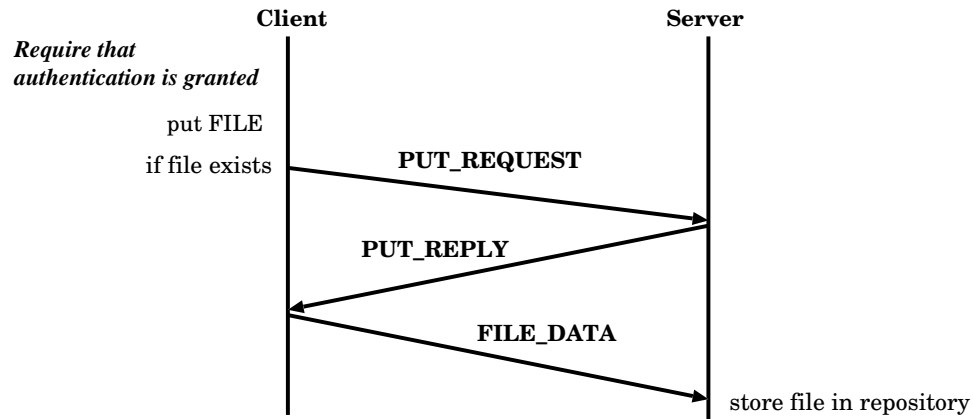 Client
Server
Require that
authentication is granted
put FILE
if file exists
PUT_REQUEST
PUT_REPLY
FILE_DATA
store file in repository